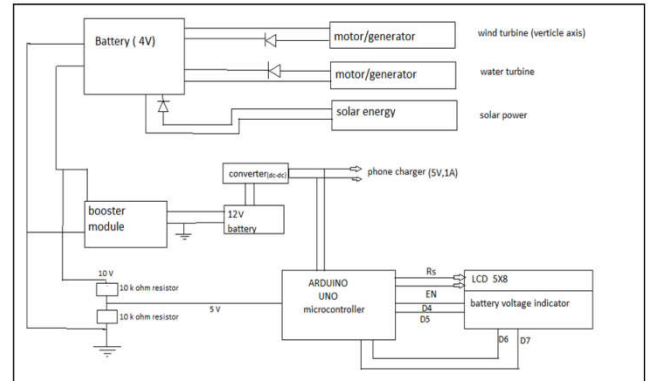 Battery ( 4V)
motor/generator
wind turbine (verticle axis)
motor/generator
water turbine
solar energy
solar power
converter(dc-dc)
phone charger (5V,1A)
booster
module
12V
battery
10 V
10 k ohm resistor
10 k ohm resistor
5 V
ARDUINO
UNO
microcontroller
Rs
EN
D4
D5
LCD 5X8
battery voltage indicator
D6
D7